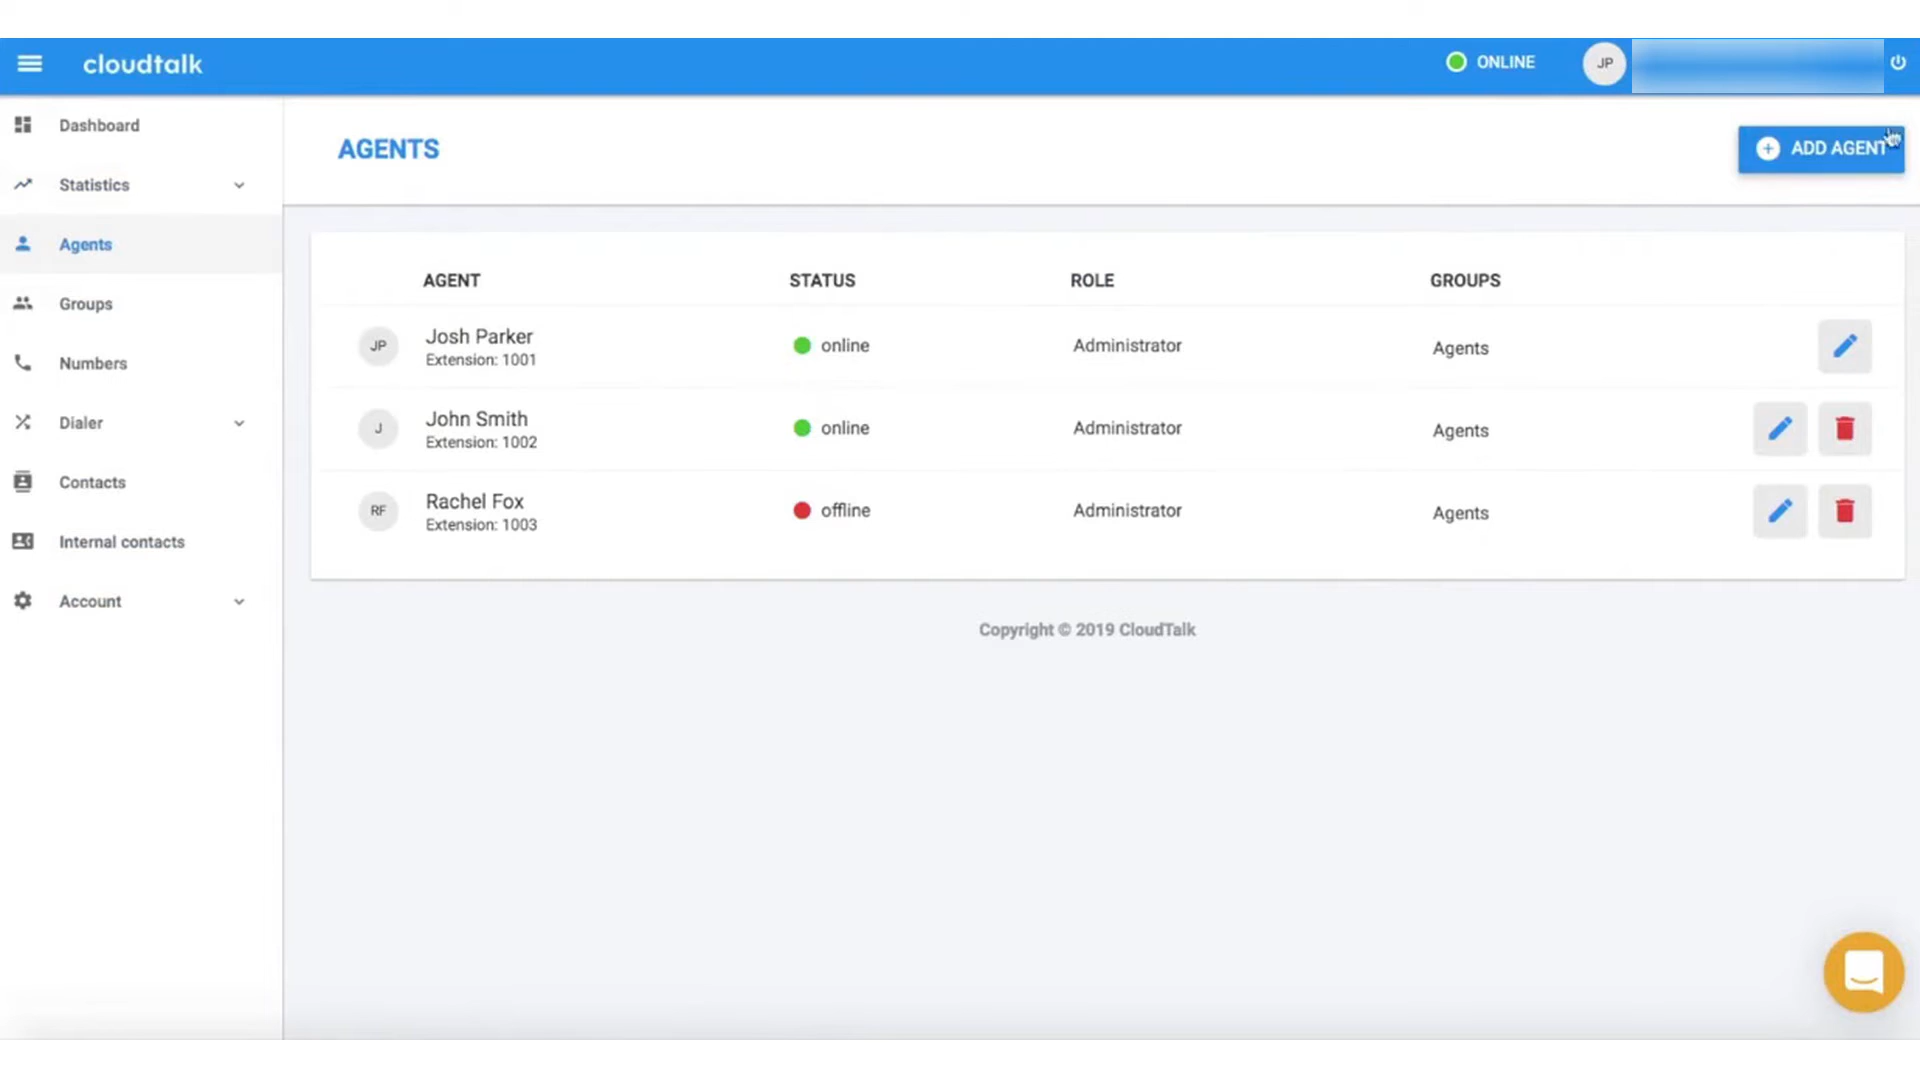 cloudtalk
ONLINE
JP
Dashboard
Statistics
Agents
Groups
Numbers
Dialer
Contacts
Internal contacts
Account
AGENTS
ADD AGENT
AGENT STATUS ROLE GROUPS
JP Josh Parker online Administrator Agents
Extension: 1001
J John Smith online Administrator Agents
Extension: 1002
RF Rachel Fox offline Administrator Agents
Extension: 1003
Copyright © 2019 CloudTalk